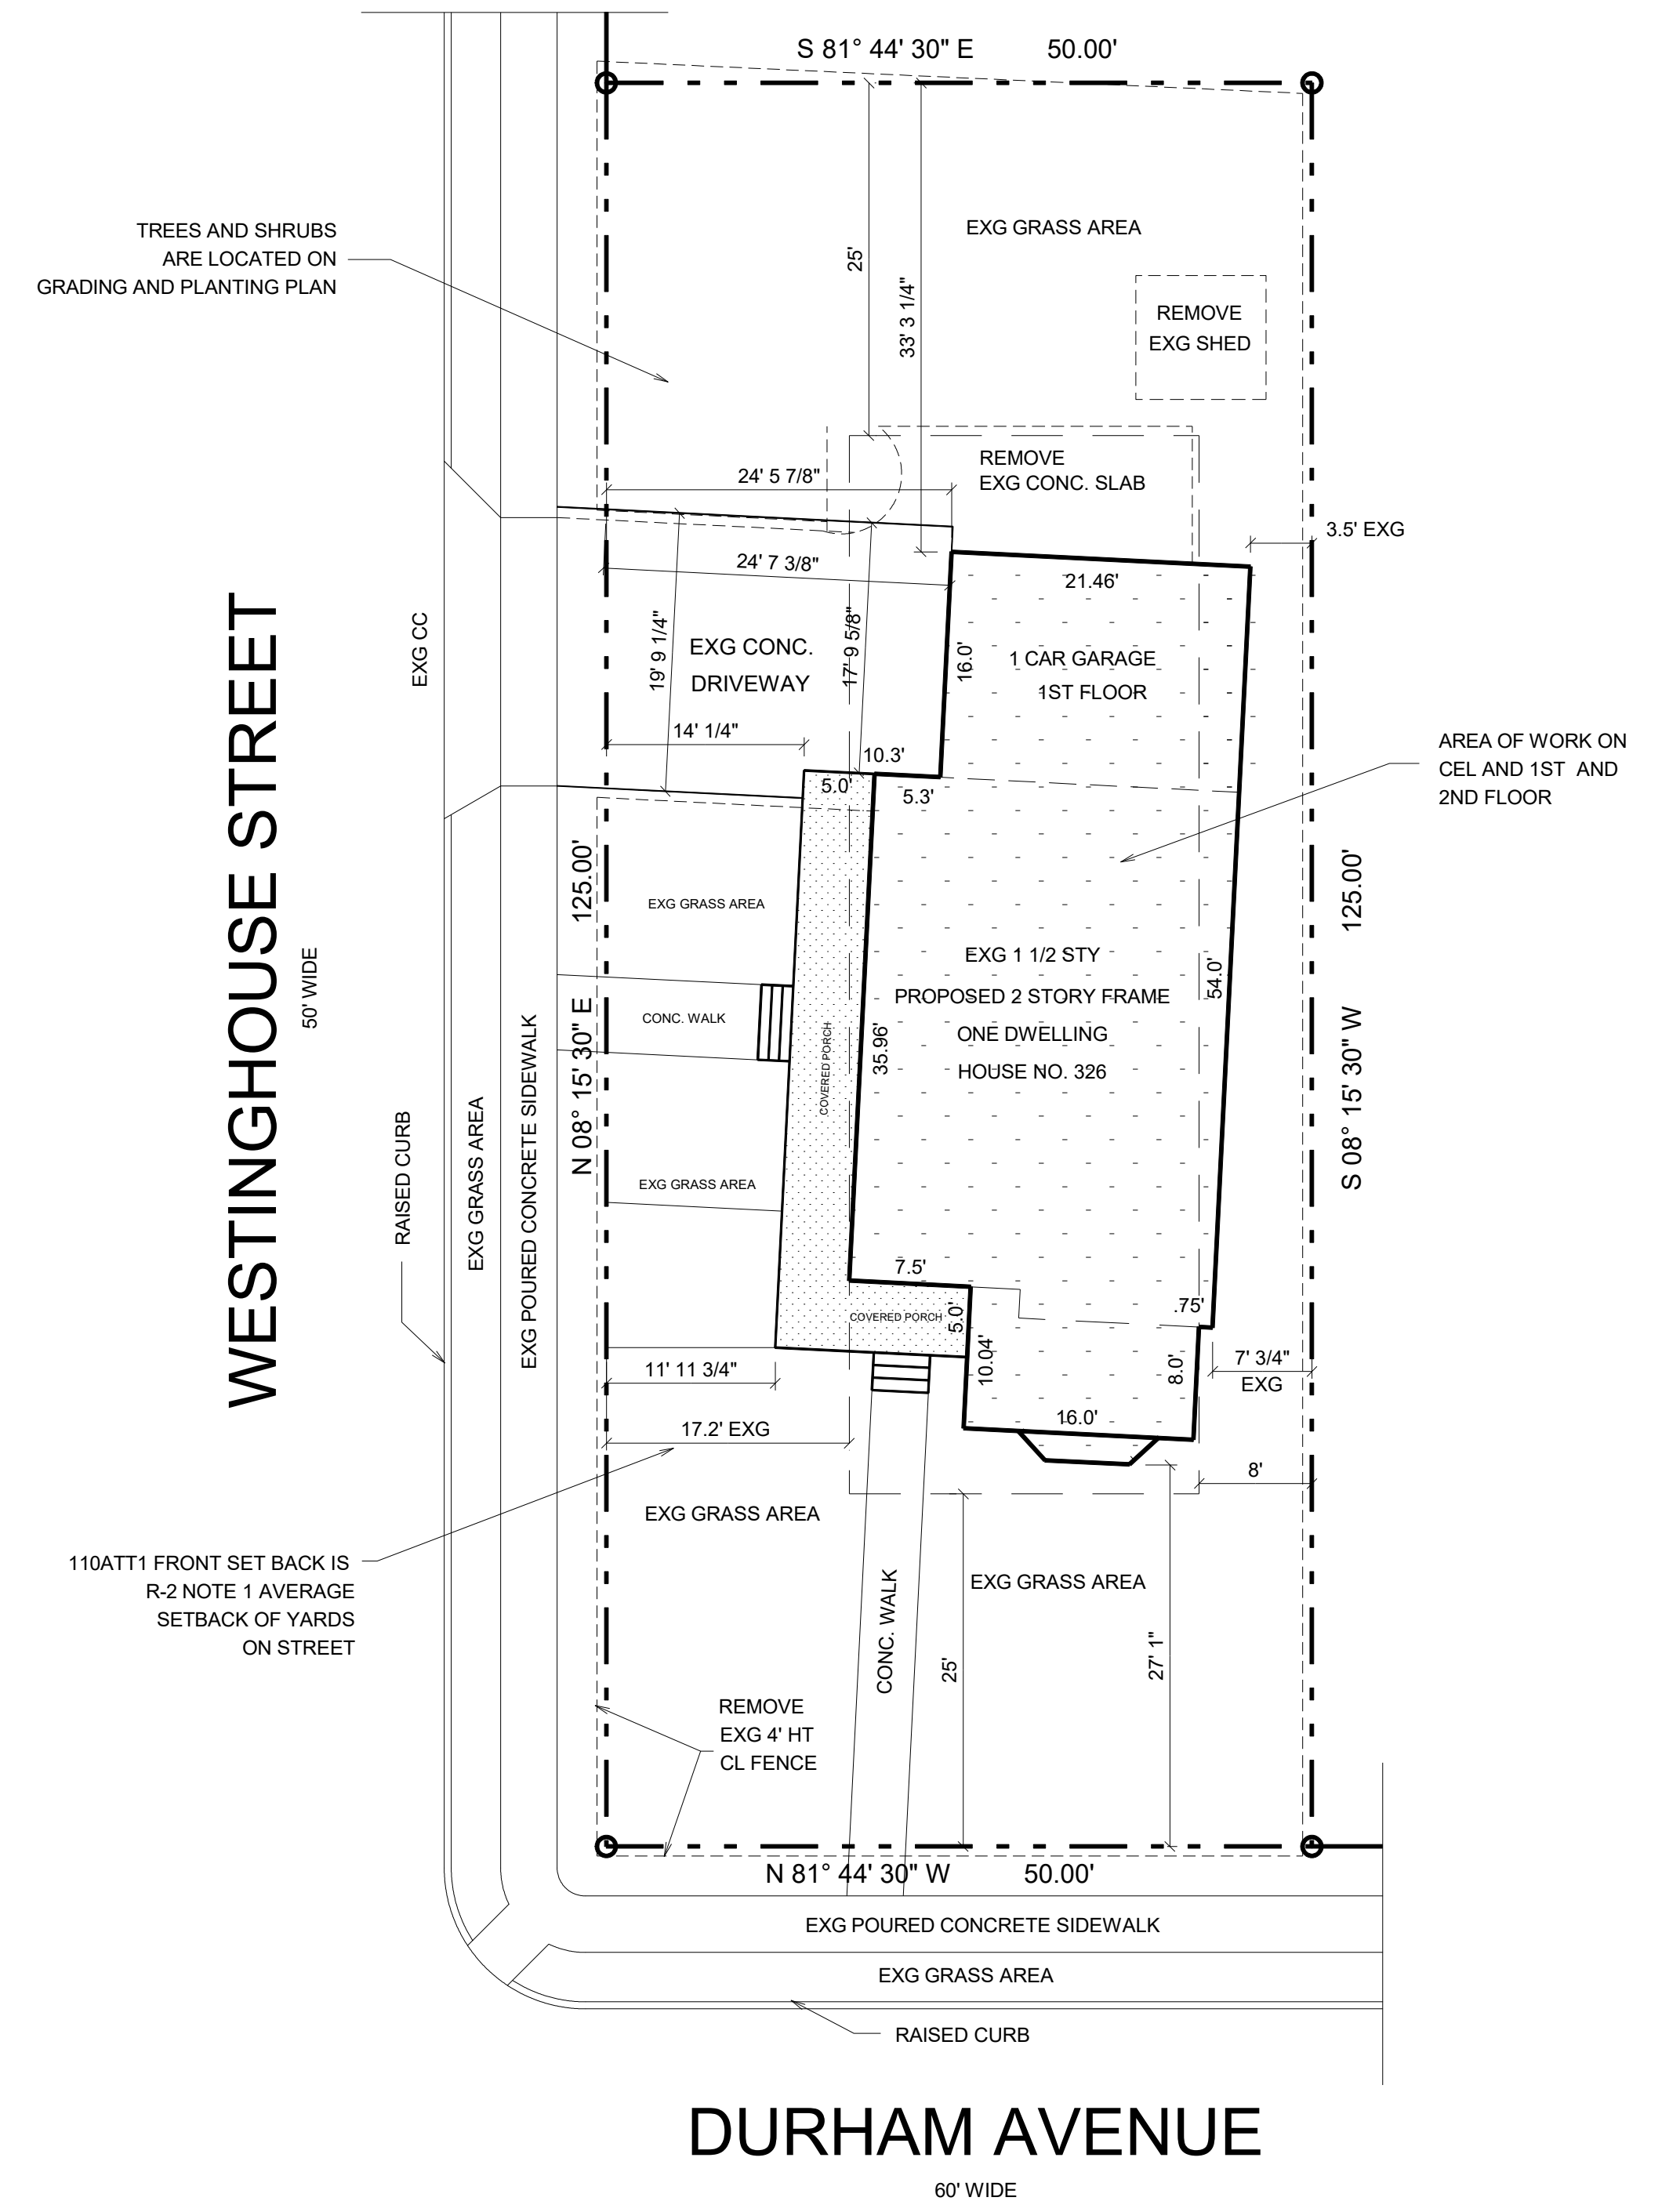 S 81° 44' 30" E 50.00'
TREES AND SHRUBS
ARE LOCATED ON
GRADING AND PLANTING PLAN
EXG GRASS AREA
25'
33' 3 1/4"
REMOVE
EXG SHED
REMOVE
EXG CONC. SLAB
24' 5 7/8"
3.5' EXG
24' 7 3/8"
21.46'
EXG CC
19' 9 1/4"
EXG CONC.
DRIVEWAY
17' 9 5/8"
16.0'
1 CAR GARAGE
1ST FLOOR
14' 1/4"
10.3'
5.0'
5.3'
AREA OF WORK ON
CEL AND 1ST AND
2ND FLOOR
WESTINGHOUSE STREET
50' WIDE
N 08° 15' 30" E 125.00'
S 08° 15' 30" W 125.00'
EXG GRASS AREA
EXG 1 1/2 STY
PROPOSED 2 STORY FRAME
ONE DWELLING
HOUSE NO. 326
54.0'
CONC. WALK
COVERED PORCH
35.96'
RAISED CURB
EXG GRASS AREA
EXG POURED CONCRETE SIDEWALK
EXG GRASS AREA
7.5'
COVERED PORCH
5.0'
.75'
10.04'
8.0'
7' 3/4"
EXG
11' 11 3/4"
16.0'
17.2' EXG
8'
EXG GRASS AREA
110ATT1 FRONT SET BACK IS
R-2 NOTE 1 AVERAGE
SETBACK OF YARDS
ON STREET
CONC. WALK
EXG GRASS AREA
25'
27' 1"
REMOVE
EXG 4' HT
CL FENCE
N 81° 44' 30" W 50.00'
EXG POURED CONCRETE SIDEWALK
EXG GRASS AREA
RAISED CURB
DURHAM AVENUE
60' WIDE